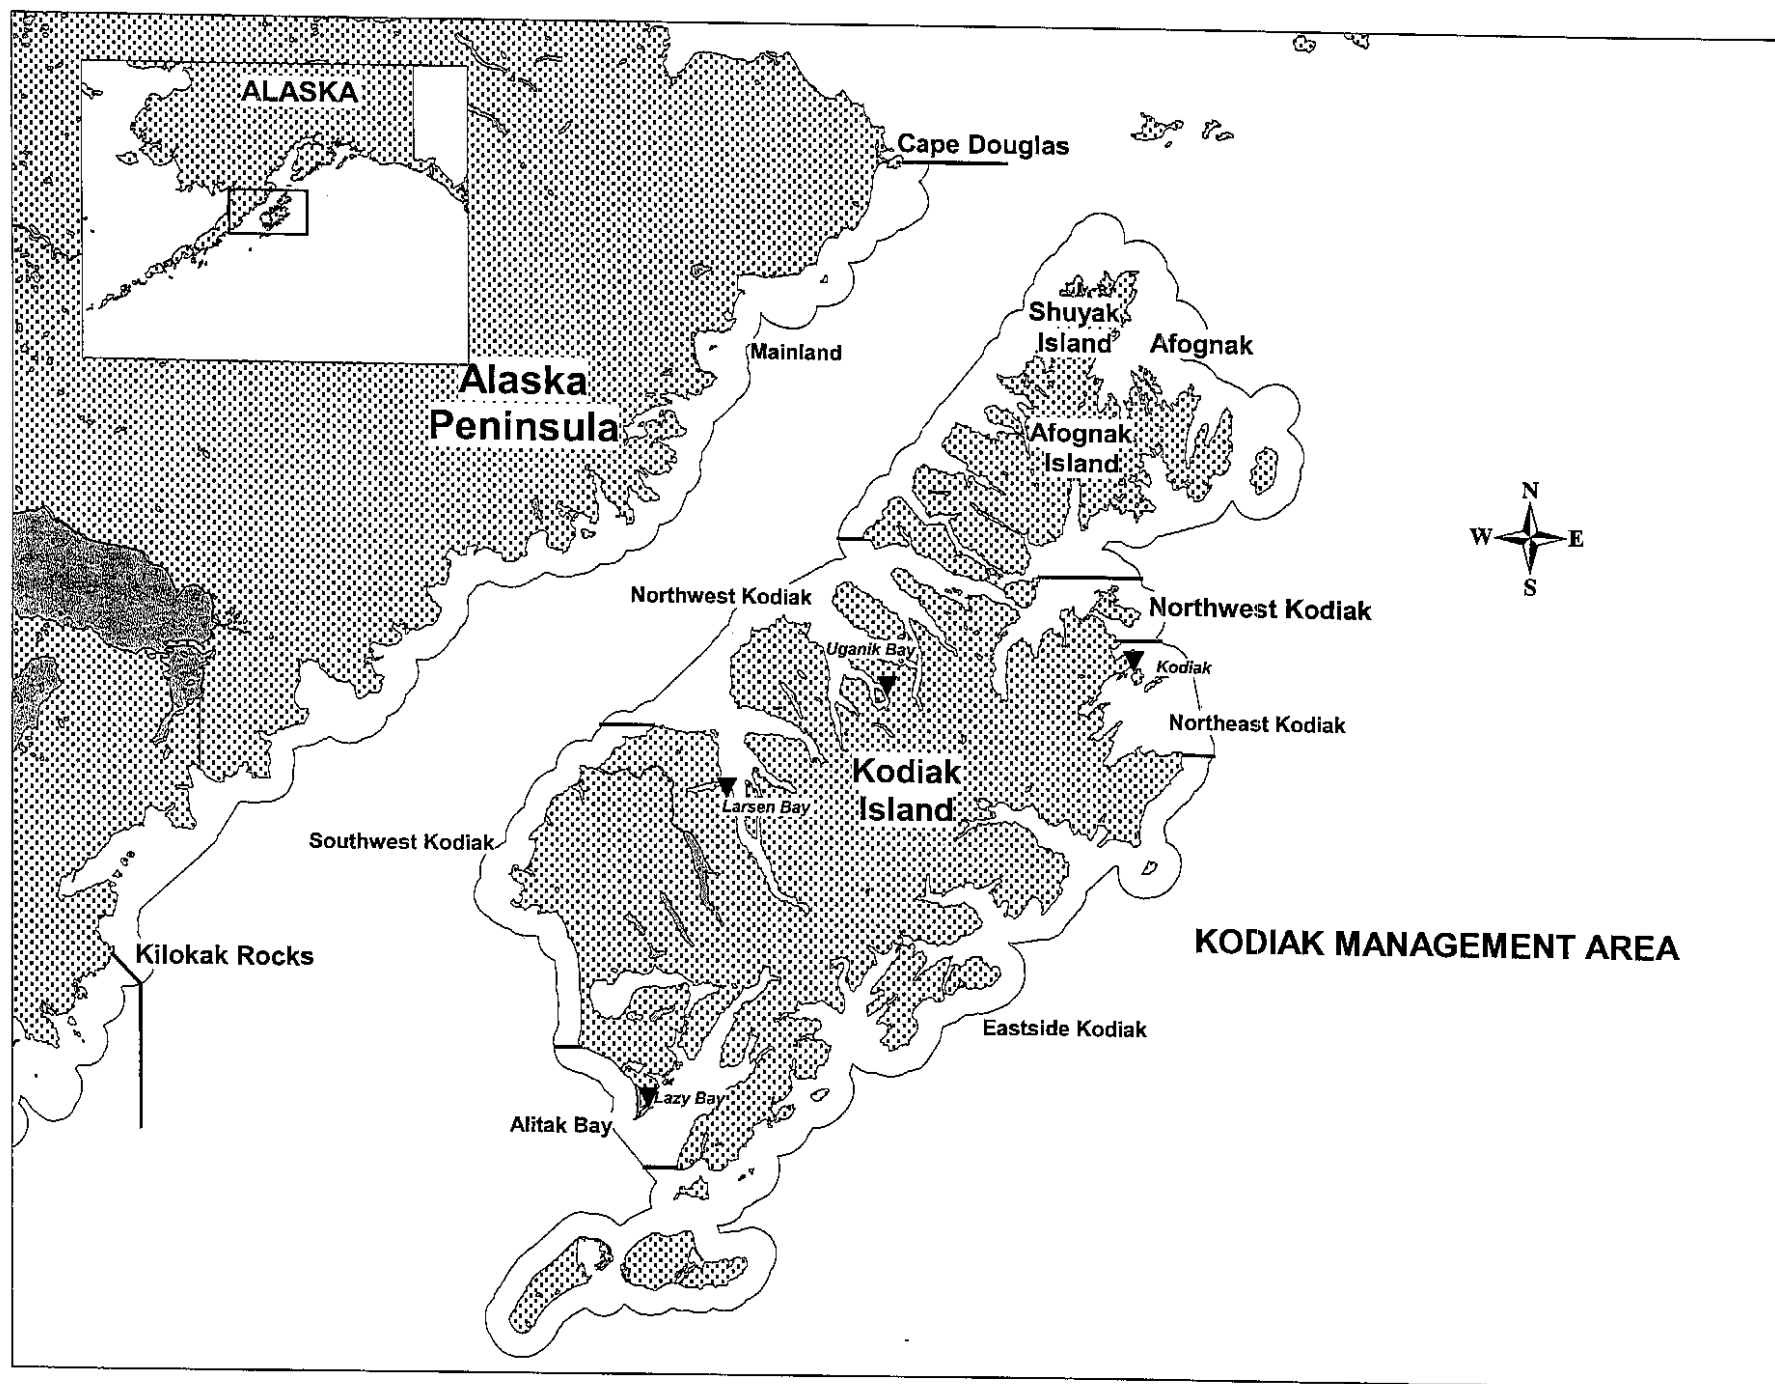 ALASKA
Cape Douglas
Shuyak
Island
Afognak
Mainland
Alaska
Peninsula
Afognak
Island
N
W
E
S
Northwest Kodiak
Northwest Kodiak
Uganik Bay
Kodiak
Northeast Kodiak
Kodiak
Island
Larsen Bay
Southwest Kodiak
KODIAK MANAGEMENT AREA
Kilokak Rocks
Eastside Kodiak
Lazy Bay
Alitak Bay